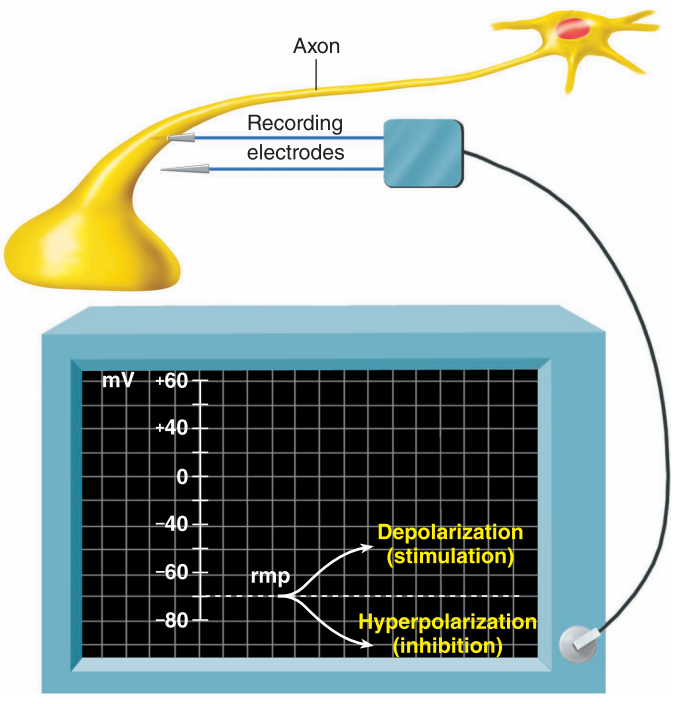 Axon
Recording
electrodes
mV
+60
+40
0
−40
−60
−80
rmp
Depolarization
(stimulation)
Hyperpolarization
(inhibition)